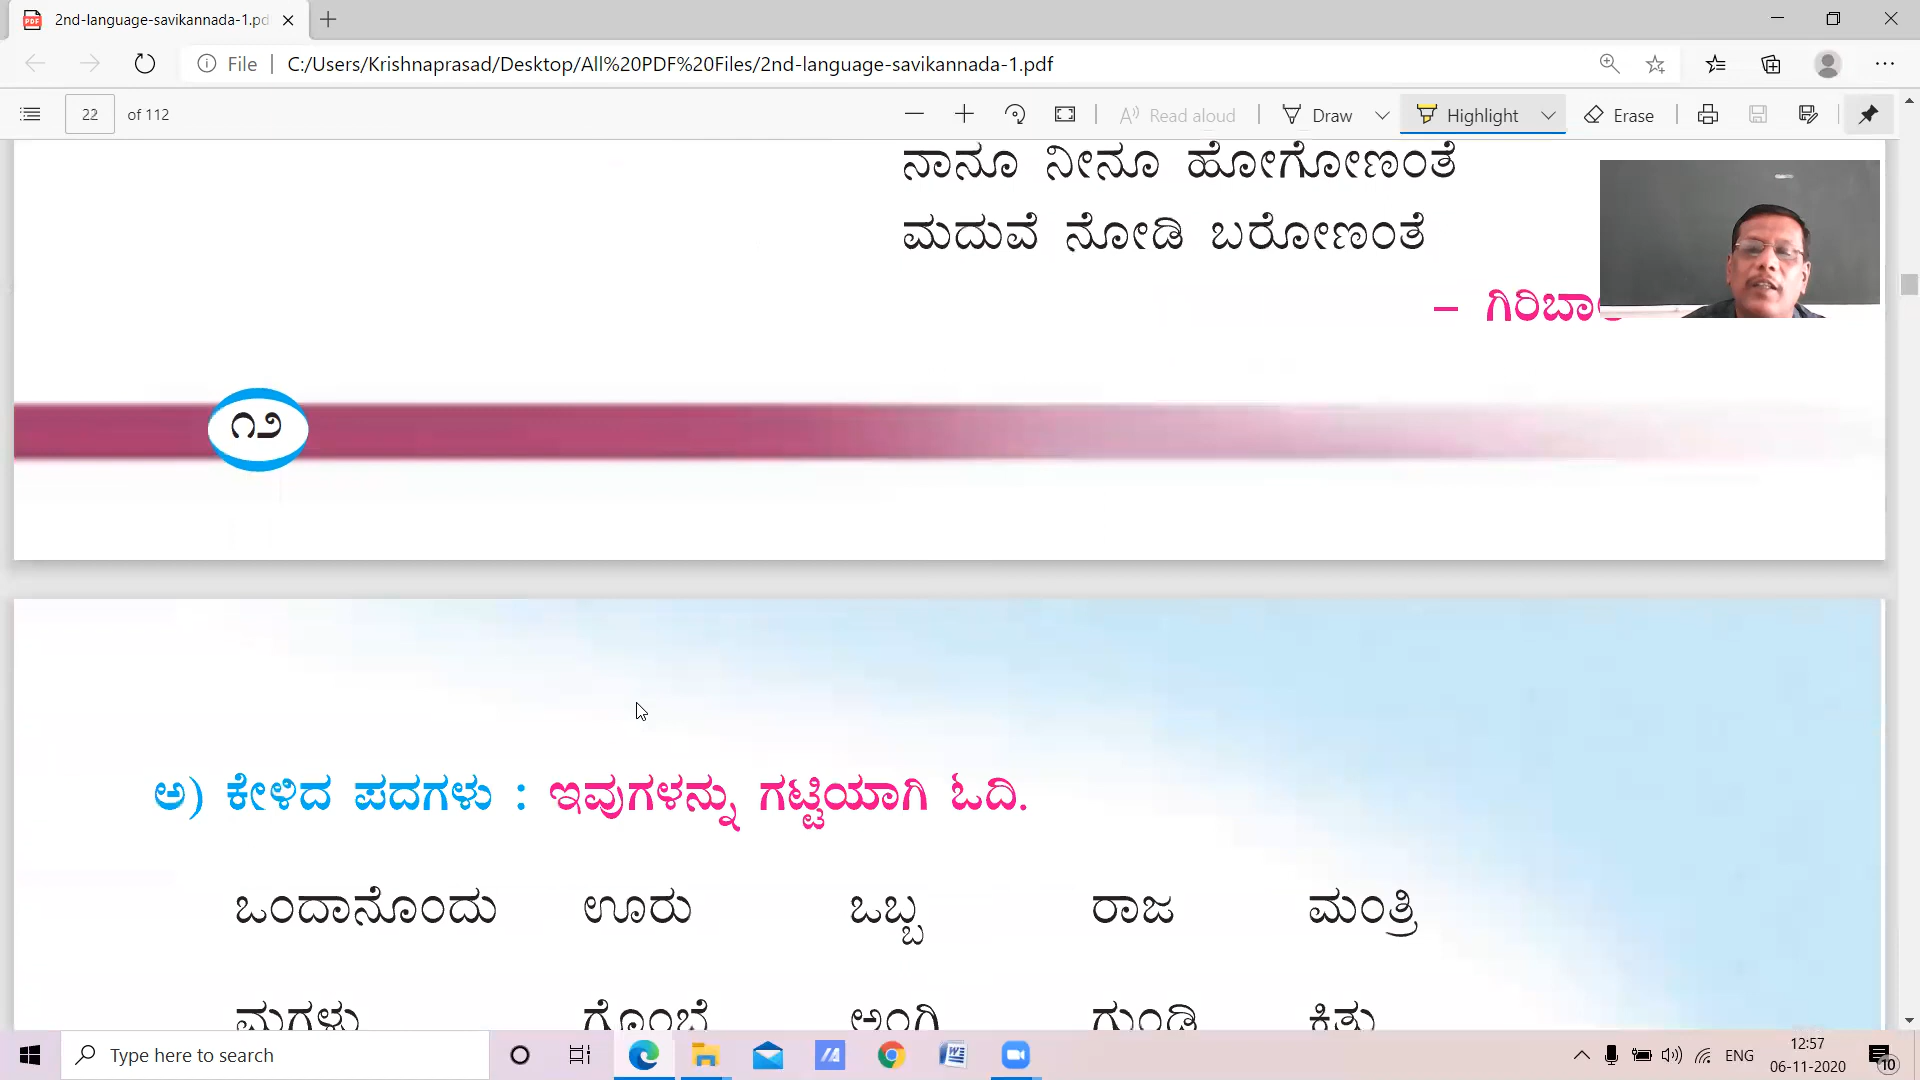 2nd-language-savikannada-1.pd
File
C:/Users/Krishnaprasad/Desktop/All%20PDF%20Files/2nd-language-savikannada-1.pdf
22 of 112
Read aloud
Draw
Highlight
Erase
ನಾನೂ ನೀನೂ ಹೋಗೋಣಂತೆ
ಮದುವೆ ನೋಡಿ ಬರೋಣಂತೆ
– ಗಿರಿಬಾ
೧೨
ಅ) ಕೇಳಿದ ಪದಗಳು : ಇವುಗಳನ್ನು ಗಟ್ಟಿಯಾಗಿ ಓದಿ.
ಒಂದಾನೊಂದು ಊರು ಒಬ್ಬ ರಾಜ ಮಂತ್ರಿ
ಮಗಳು ಗೊಂಬೆ ಅಂಗಿ ಗುಂಡಿ
Type here to search
ENG
12:57
06-11-2020
10